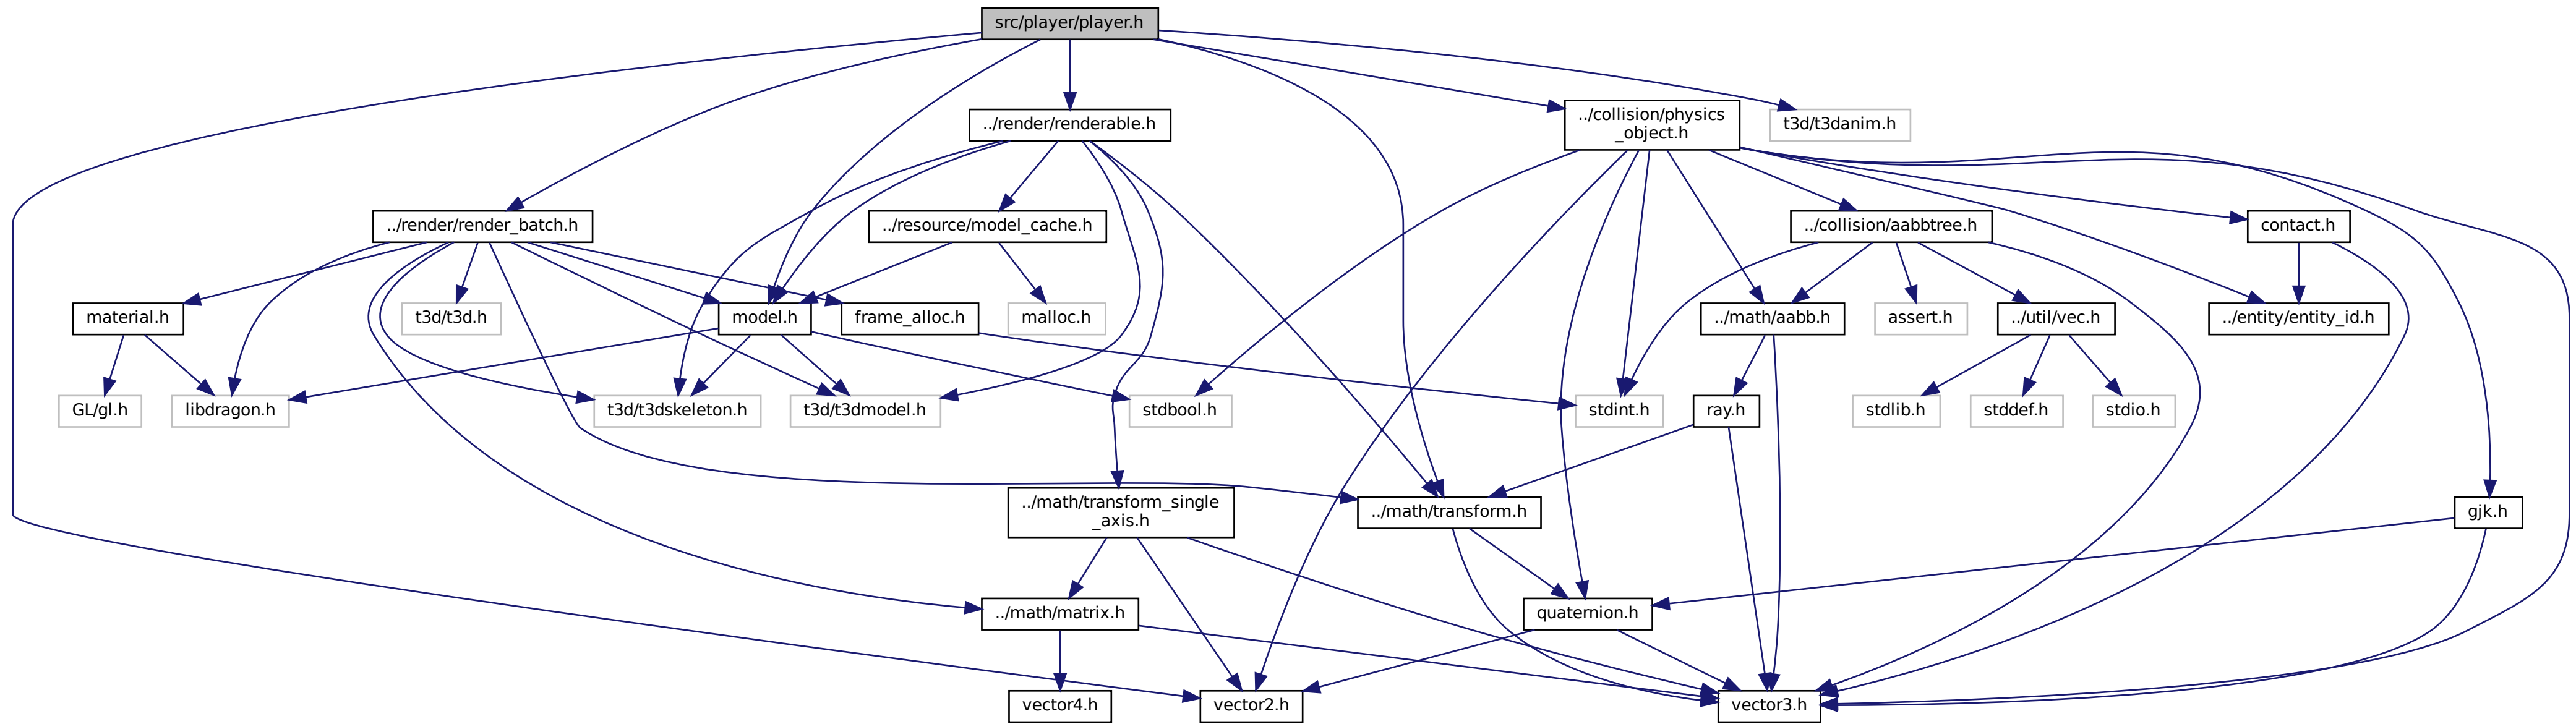 src/player/player.h
../render/renderable.h
../collision/physics
_object.h
t3d/t3danim.h
../render/render_batch.h
../resource/model_cache.h
../collision/aabbtree.h
contact.h
material.h
t3d/t3d.h
model.h
frame_alloc.h
malloc.h
../math/aabb.h
assert.h
../util/vec.h
../entity/entity_id.h
GL/gl.h
libdragon.h
t3d/t3dskeleton.h
t3d/t3dmodel.h
stdbool.h
stdint.h
ray.h
stdlib.h
stddef.h
stdio.h
../math/transform_single
_axis.h
../math/transform.h
gjk.h
../math/matrix.h
quaternion.h
vector4.h
vector2.h
vector3.h